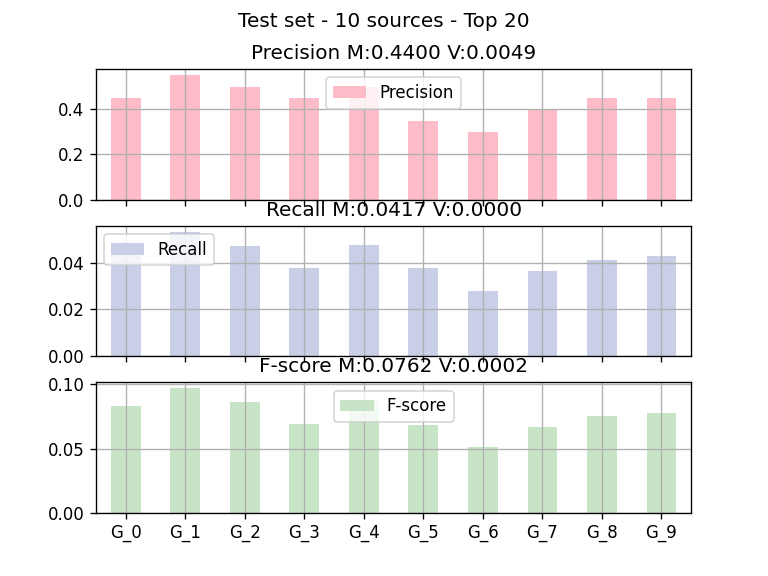 Test set - 10 sources - Top 20
Precision M:0.4400 V:0.0049
Precision
0.4
0.2
0.0
Recall M:0.0417 V:0.0000
Recall
0.04
0.02
0.00
F-score M:0.0762 V:0.0002
F-score
0.10
0.05
0.00
G_0 G_1 G_2 G_3 G_4 G_5 G_6 G_7 G_8 G_9